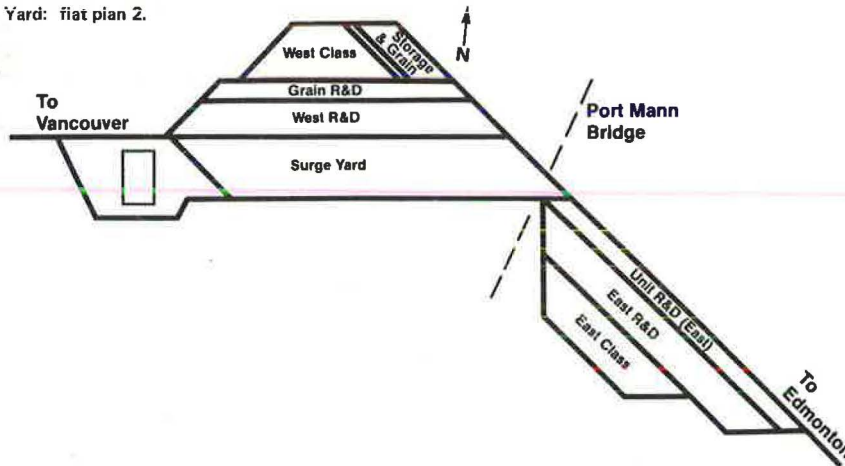 Yard: flat plan 2.
West Class
Storage
& Grain
N
Grain R&D
To
Vancouver
West R&D
Port Mann
Bridge
Surge Yard
Unit R&D (East)
East R&D
East Class
To
Edmonton